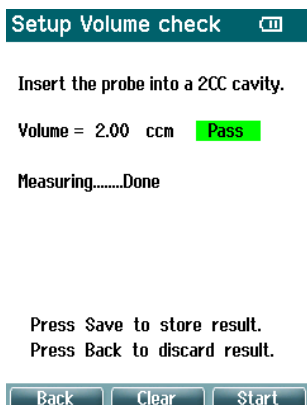 Setup Volume check
Insert the probe into a 2CC cavity.
Volume = 2.00 ccm Pass
Measuring........Done
Press Save to store result.
Press Back to discard result.
Back Clear Start